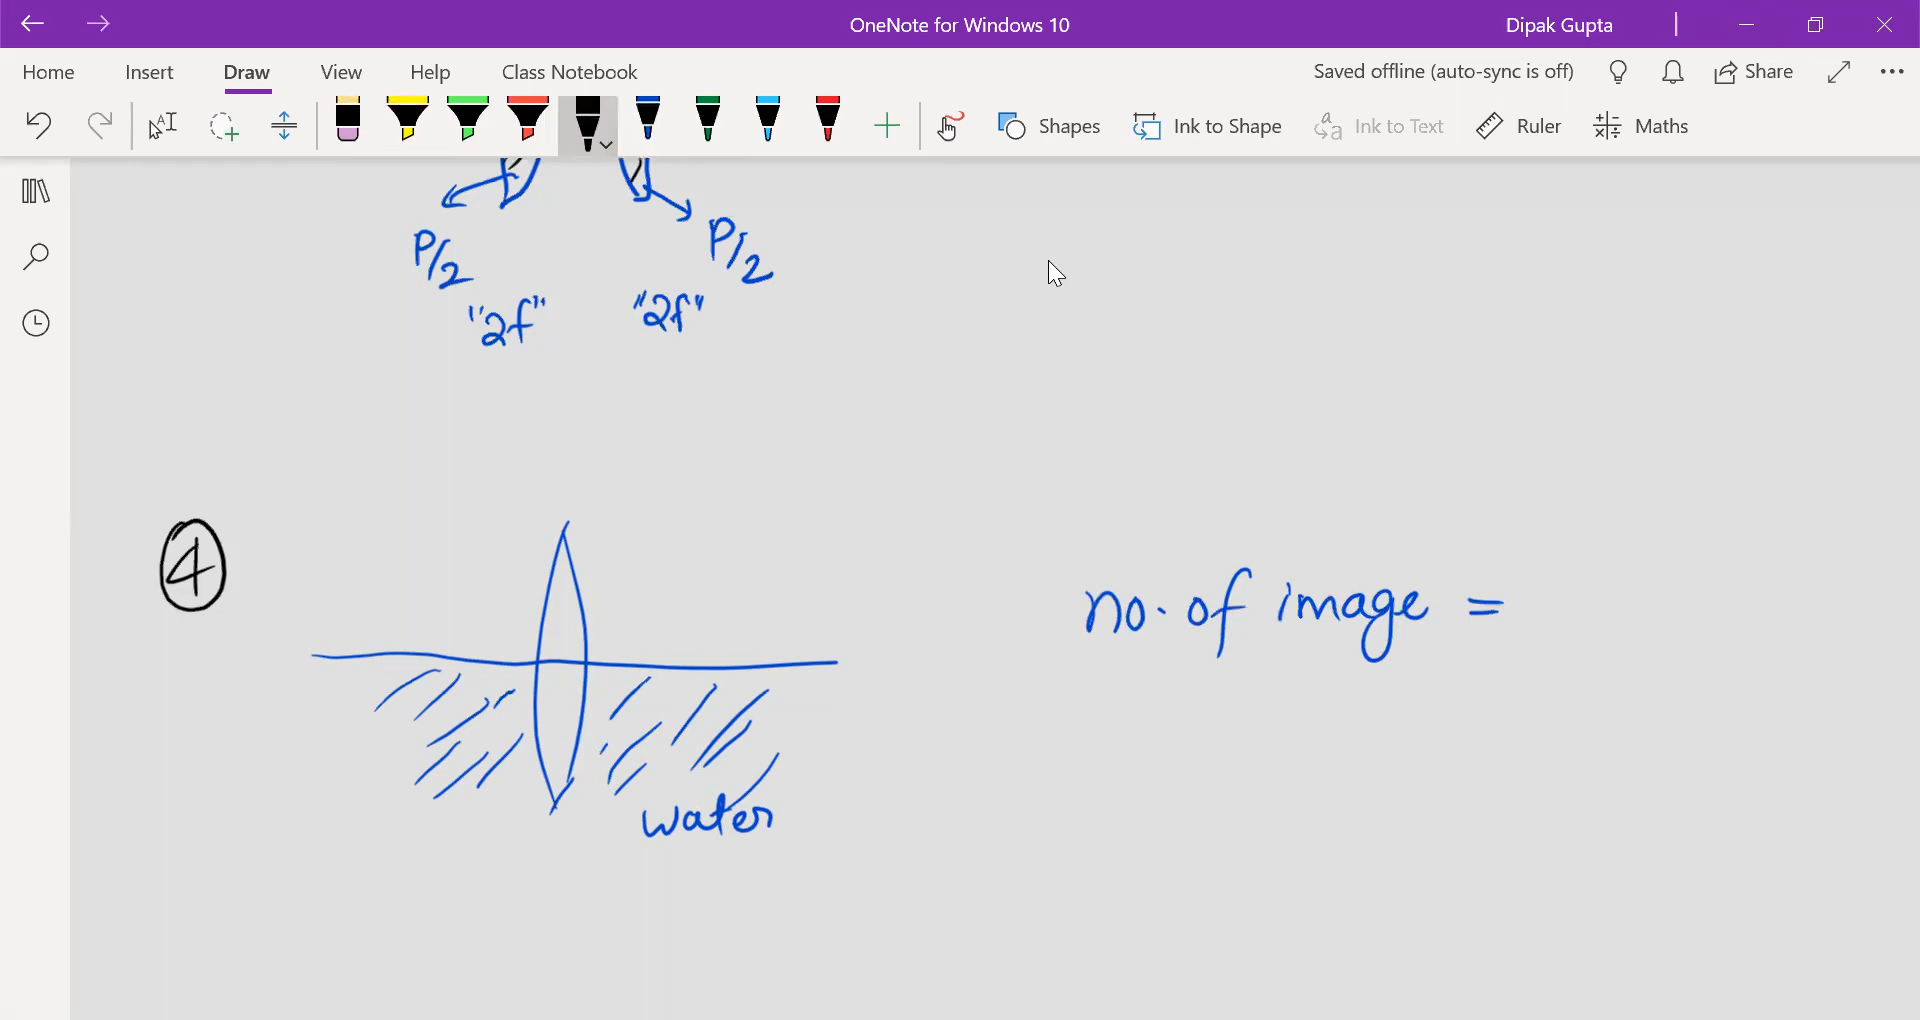 OneNote for Windows 10
Dipak Gupta
Home Insert Draw View Help Class Notebook
Saved offline (auto-sync is off) Share
Shapes Ink to Shape Ink to Text Ruler Maths
P/2 P/2
"2f" "2f"
4
no. of image =
water